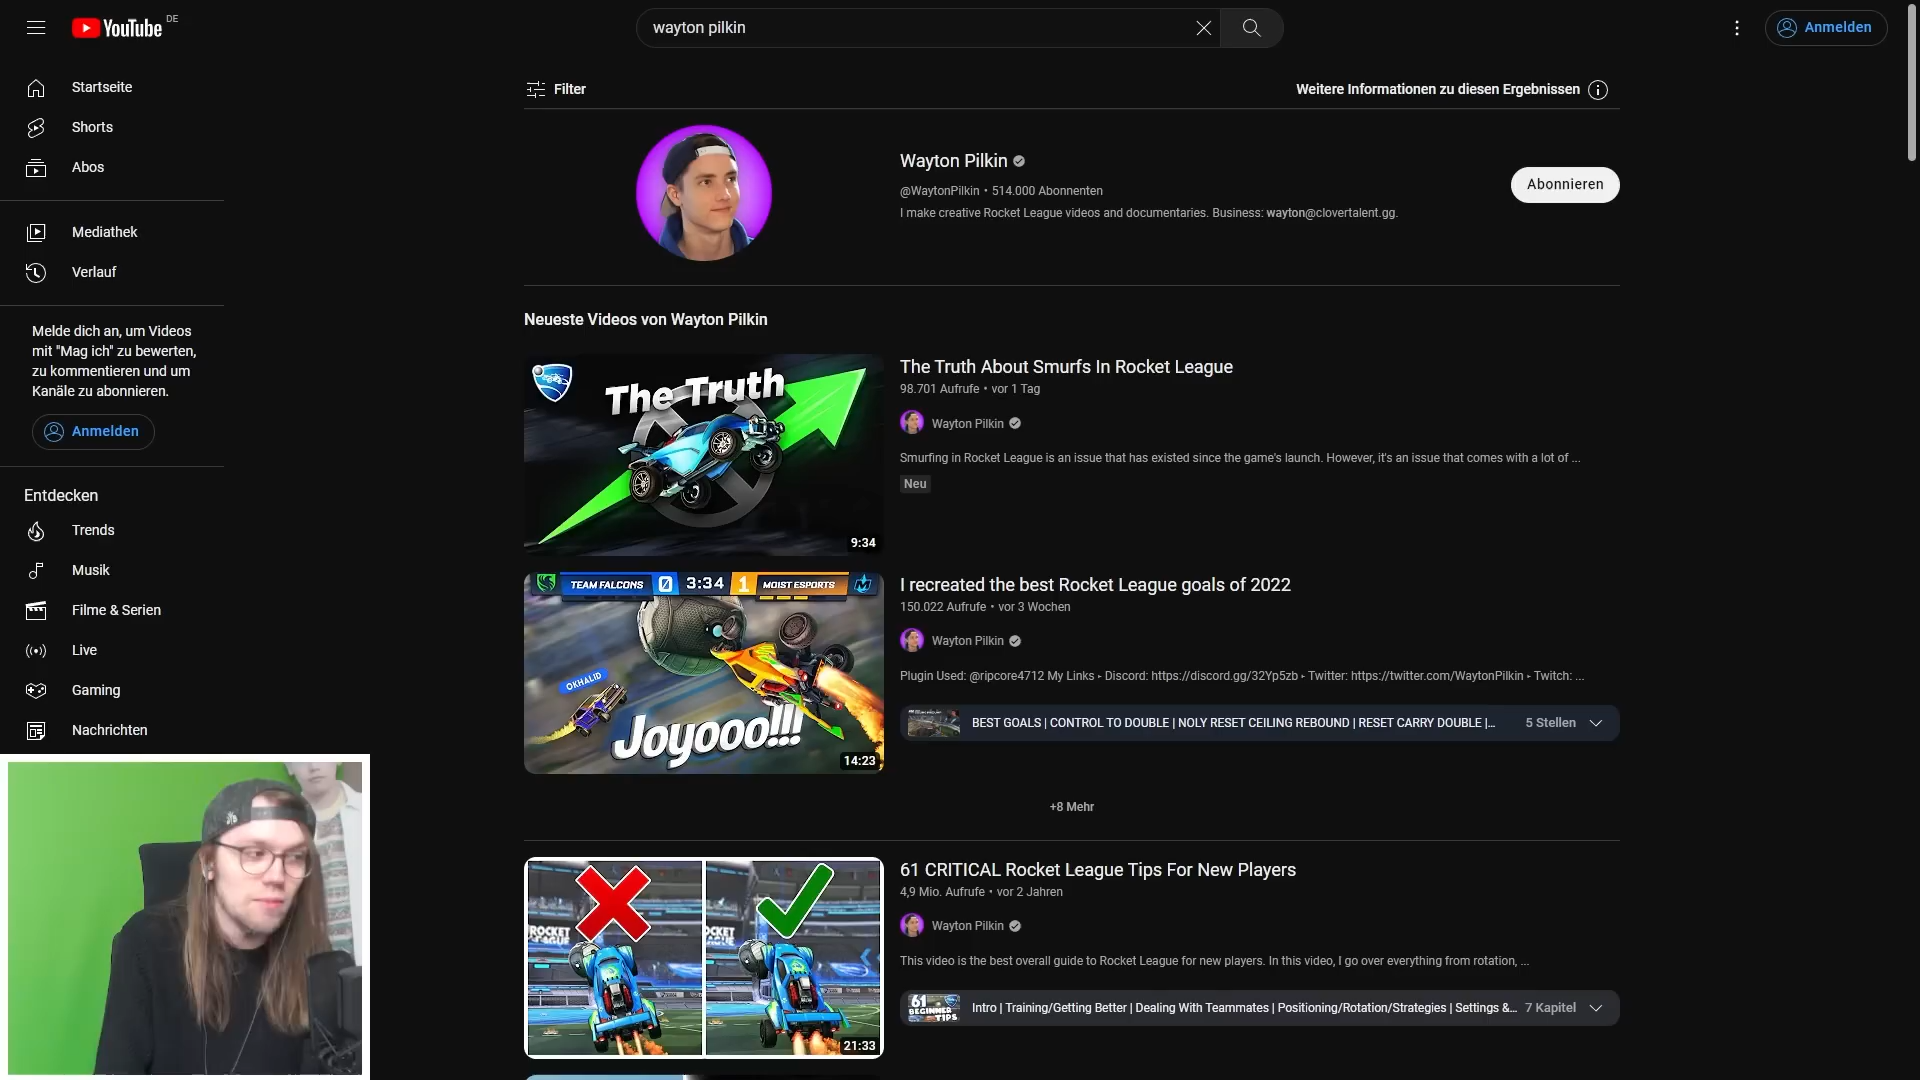 YouTube DE
wayton pilkin
Anmelden
Startseite
Shorts
Abos
Mediathek
Verlauf
Melde dich an, um Videos
mit "Mag ich" zu bewerten,
zu kommentieren und um
Kanäle zu abonnieren.
Anmelden
Entdecken
Trends
Musik
Filme & Serien
Live
Gaming
Nachrichten
Filter
Weitere Informationen zu diesen Ergebnissen
Wayton Pilkin
@WaytonPilkin • 514.000 Abonnenten
I make creative Rocket League videos and documentaries. Business: wayton@clovertalent.gg.
Abonnieren
Neueste Videos von Wayton Pilkin
The Truth
9:34
The Truth About Smurfs In Rocket League
98.701 Aufrufe • vor 1 Tag
Wayton Pilkin
Smurfing in Rocket League is an issue that has existed since the game's launch. However, it's an issue that comes with a lot of ...
Neu
TEAM FALCONS 0 3:34 1 MOIST ESPORTS
OKHALID
Joyooo!!!
14:23
I recreated the best Rocket League goals of 2022
150.022 Aufrufe • vor 3 Wochen
Wayton Pilkin
Plugin Used: @ripcore4712 My Links ▸ Discord: https://discord.gg/32Yp5zb ▸ Twitter: https://twitter.com/WaytonPilkin ▸ Twitch: ...
BEST GOALS | CONTROL TO DOUBLE | NOLY RESET CEILING REBOUND | RESET CARRY DOUBLE |...
5 Stellen
+8 Mehr
ROCKET
LEAGUE
OCKET
EAGUE
21:33
61 CRITICAL Rocket League Tips For New Players
4,9 Mio. Aufrufe • vor 2 Jahren
Wayton Pilkin
This video is the best overall guide to Rocket League for new players. In this video, I go over everything from rotation, ...
61
BEGINNER
TIPS
Intro | Training/Getting Better | Dealing With Teammates | Positioning/Rotation/Strategies | Settings &...
7 Kapitel